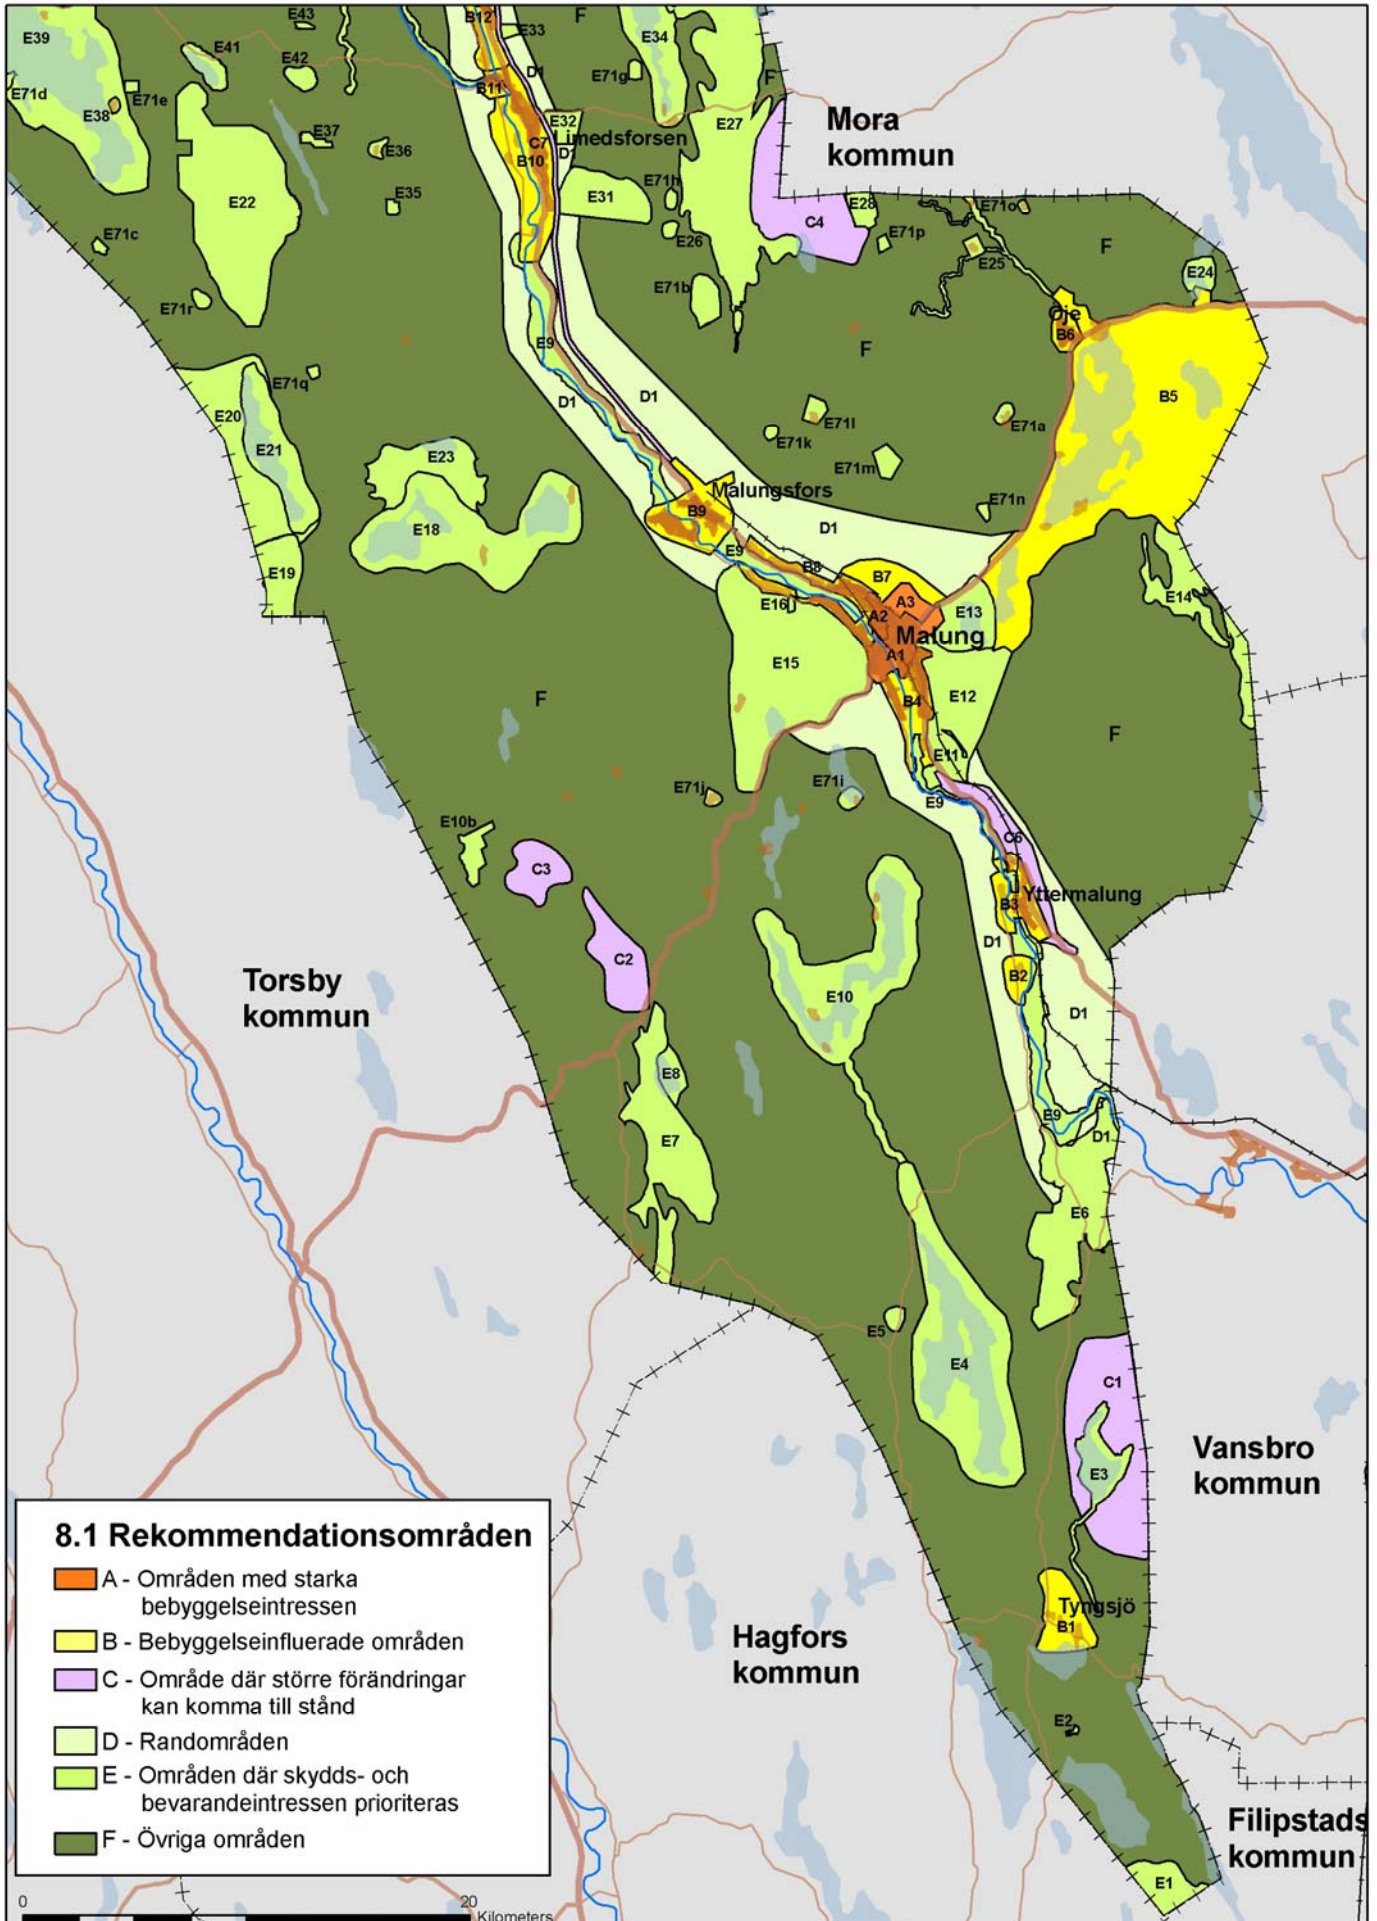 E43
B12
F
E33
E39
E41
E34
E42
D1
E71g
F
E71d
E71e
B11
E38
E32
E27
Mora
kommun
E37
C7
Limedsforsen
E36
B10
E22
E35
E31
E71h
E28
E71o
C4
E71c
E26
E71p
F
E25
E24
E71r
E71b
Öje
B6
E9
F
E71q
D1
D1
B5
E20
E71l
E71a
E21
E71k
E23
E71m
Malungsfors
E71n
B9
E18
D1
E9
B8
B7
E19
E14
E16
A3
A2
E13
Malung
E15
A1
F
E12
B4
F
E11
E71j
E71i
E9
E10b
C6
C3
Yttermalung
B3
D1
C2
B2
Torsby
kommun
E10
D1
E8
E9
E7
D1
E6
E5
E4
C1
Vansbro
kommun
E3
Tyngsjö
B1
Hagfors
kommun
E2
Filipstads
kommun
E1
8.1 Rekommendationsområden
A - Områden med starka
bebyggelseintressen
B - Bebyggelseinfluerade områden
C - Område där större förändringar
kan komma till stånd
D - Randområden
E - Områden där skydds- och
bevarandeintressen prioriteras
F - Övriga områden
0
20
Kilometers